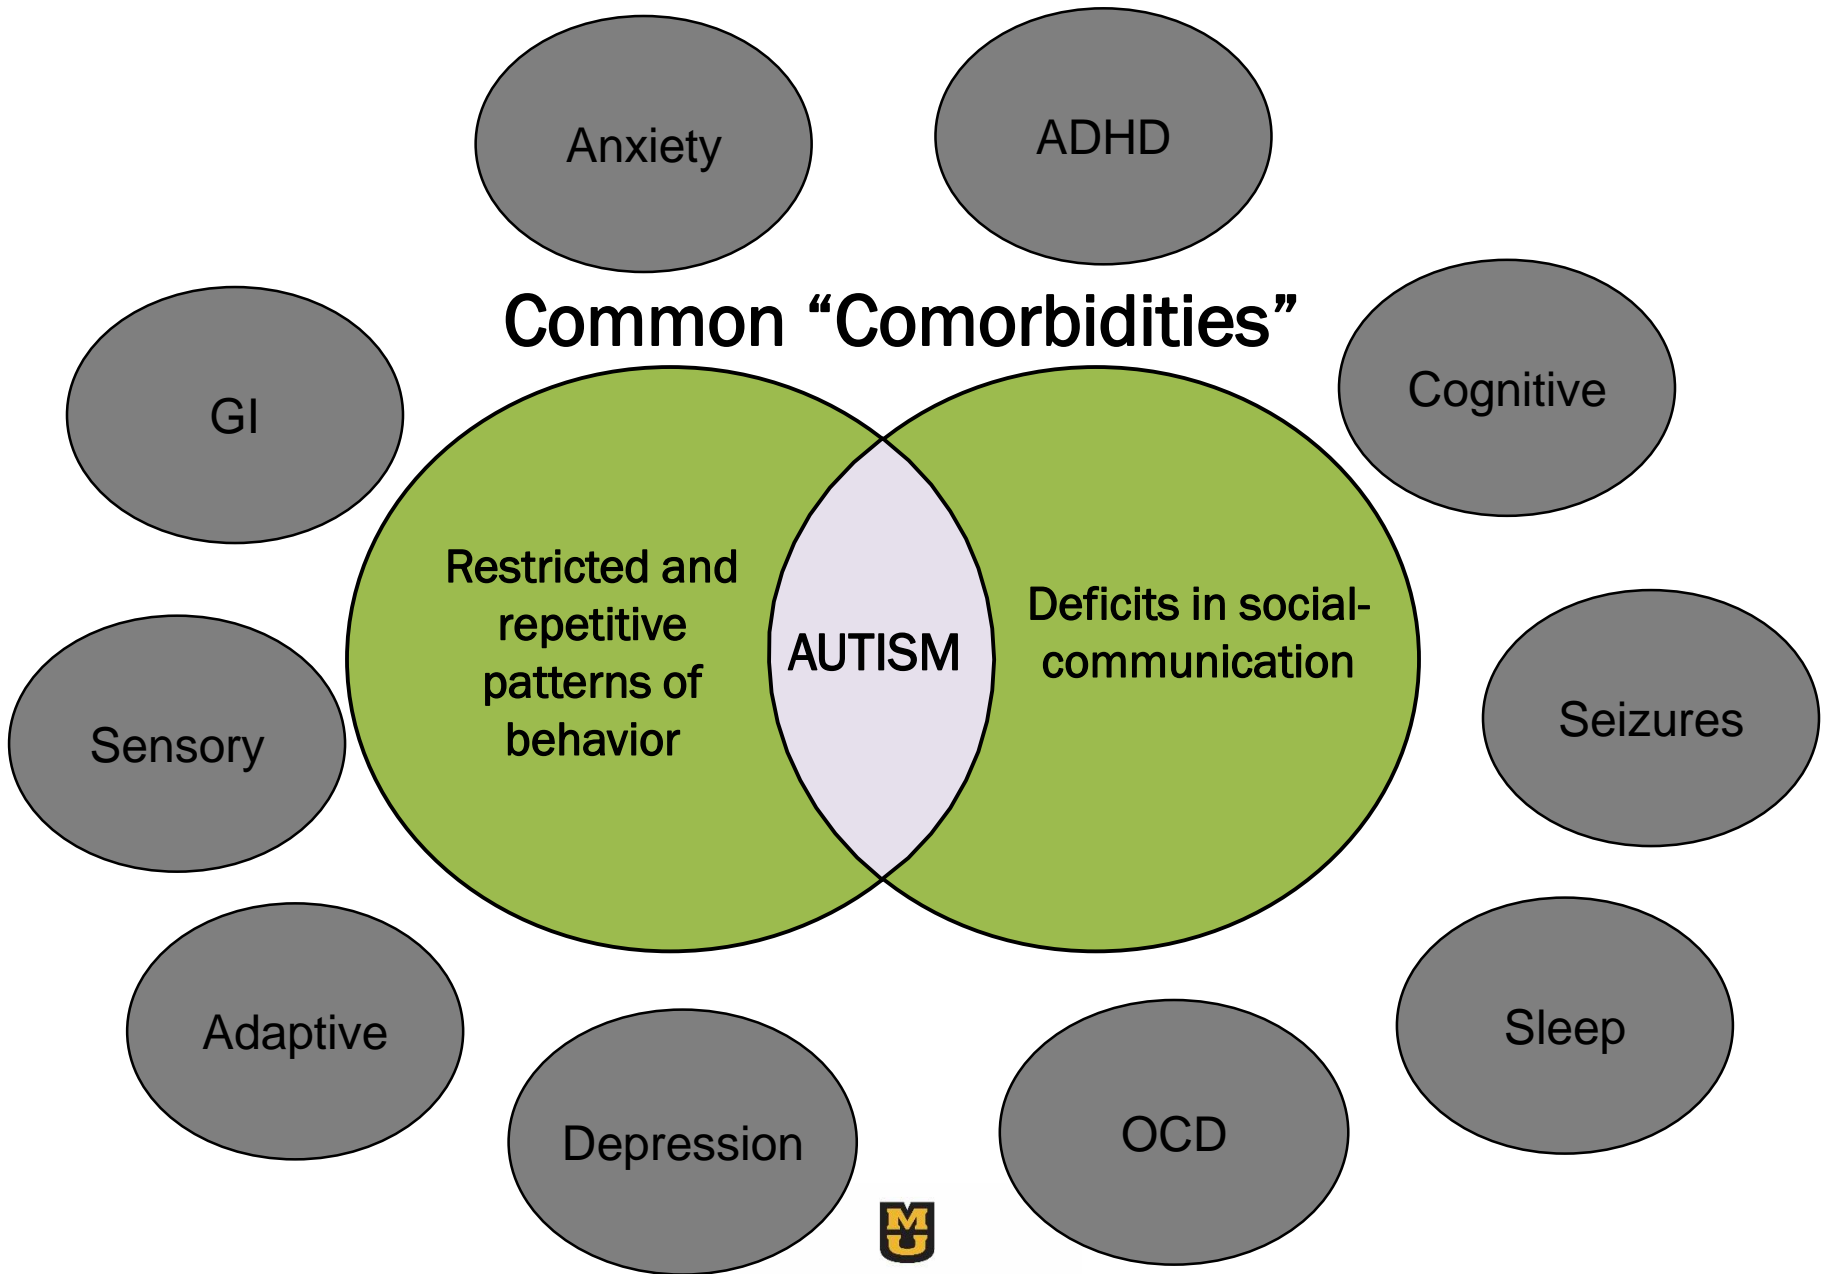 Anxiety
ADHD
Common “Comorbidities”
GI
Cognitive
Restricted and
repetitive
patterns of
behavior
AUTISM
Deficits in social-
communication
Sensory
Seizures
Adaptive
Sleep
Depression
OCD
MU